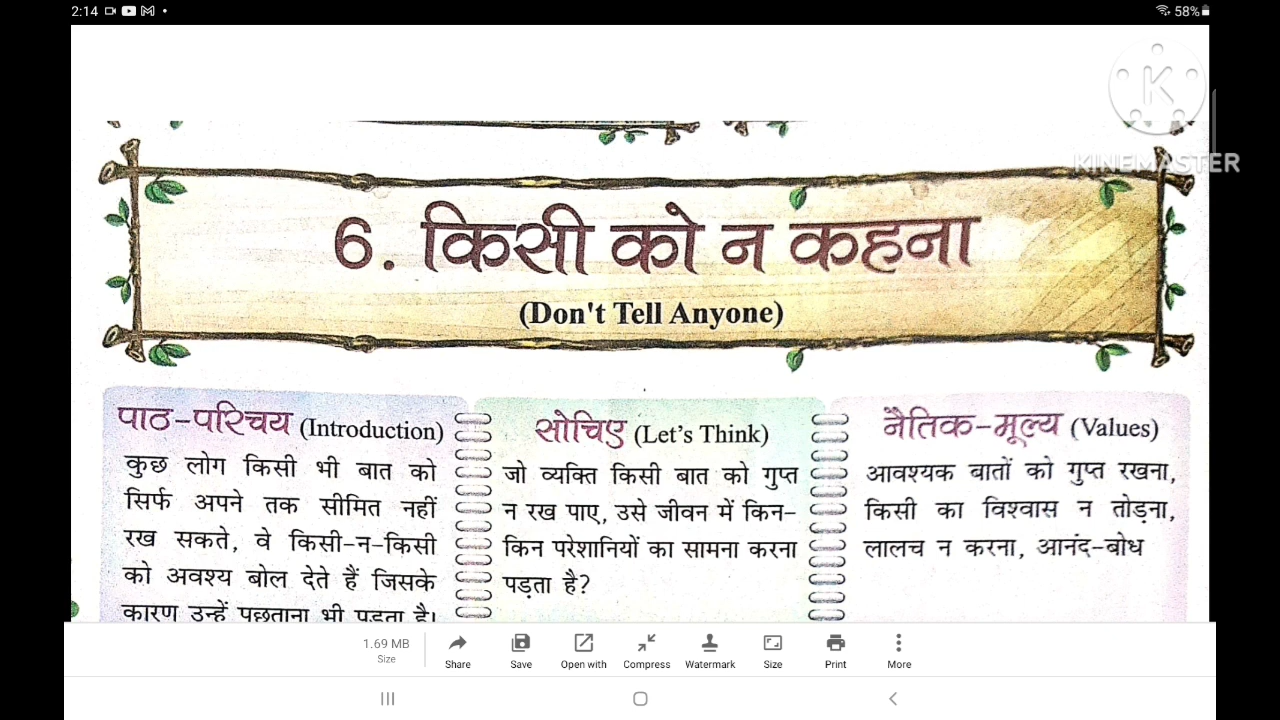 2:14
58%
KINEMASTER
6. किसी को न कहना
(Don't Tell Anyone)
पाठ-परिचय (Introduction)
कुछ लोग किसी भी बात को
सिर्फ अपने तक सीमित नहीं
रख सकते, वे किसी-न-किसी
को अवश्य बोल देते हैं जिसके
कारण उन्हें पछताना भी पड़ता है।
सोचिए (Let's Think)
जो व्यक्ति किसी बात को गुप्त
न रख पाए, उसे जीवन में किन-
किन परेशानियों का सामना करना
पड़ता है?
नैतिक-मूल्य (Values)
आवश्यक बातों को गुप्त रखना,
किसी का विश्वास न तोड़ना,
लालच न करना, आनंद-बोध
1.69 MB
Size
Share
Save
Open with
Compress
Watermark
Size
Print
More